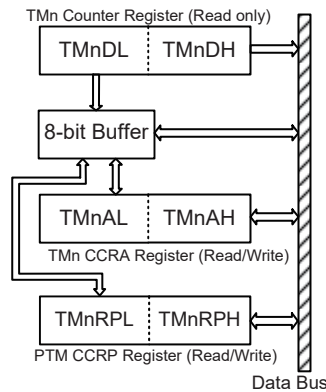 TMn Counter Register (Read only)
TMnDL TMnDH
8-bit Buffer
TMnAL TMnAH
TMn CCRA Register (Read/Write)
TMnRPL TMnRPH
PTM CCRP Register (Read/Write)
Data Bus